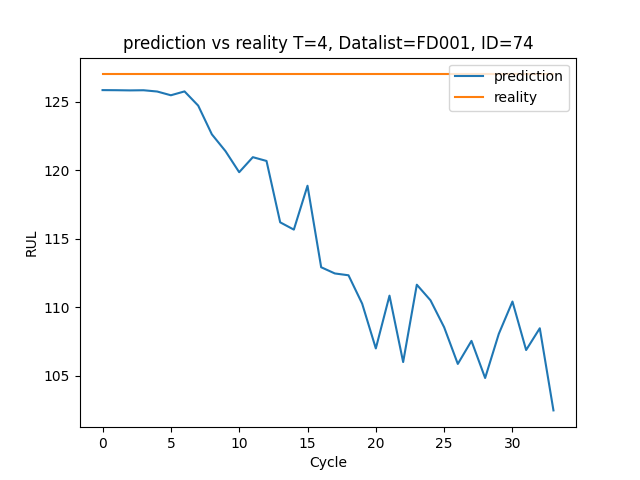 prediction vs reality T=4, Datalist=FD001, ID=74
prediction
reality
125
120
115
110
105
RUL
0 5 10 15 20 25 30
Cycle